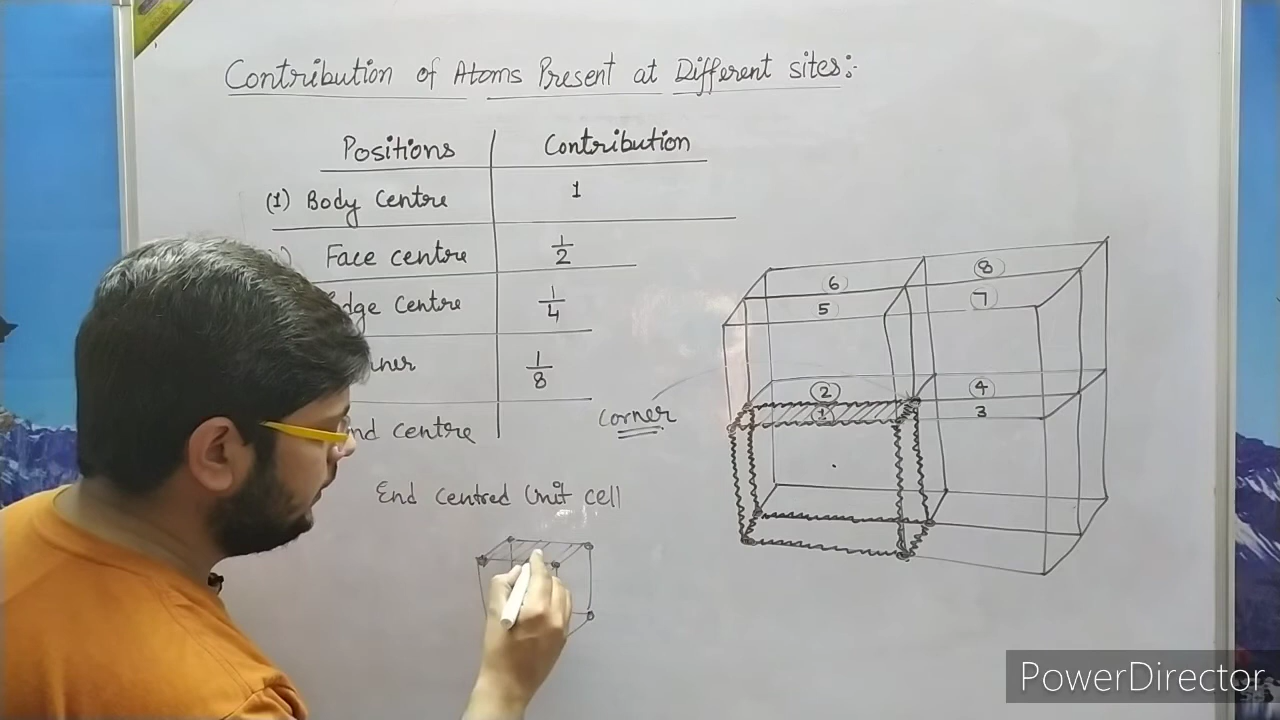 Contribution of Atoms Present at Different sites:-
Positions Contribution
(1) Body Centre 1
Face centre 1/2
dge Centre 1/4
ner 1/8
nd centre
corner
End centred Unit cell
6 8
5 7
2 4
1 3
PowerDirector